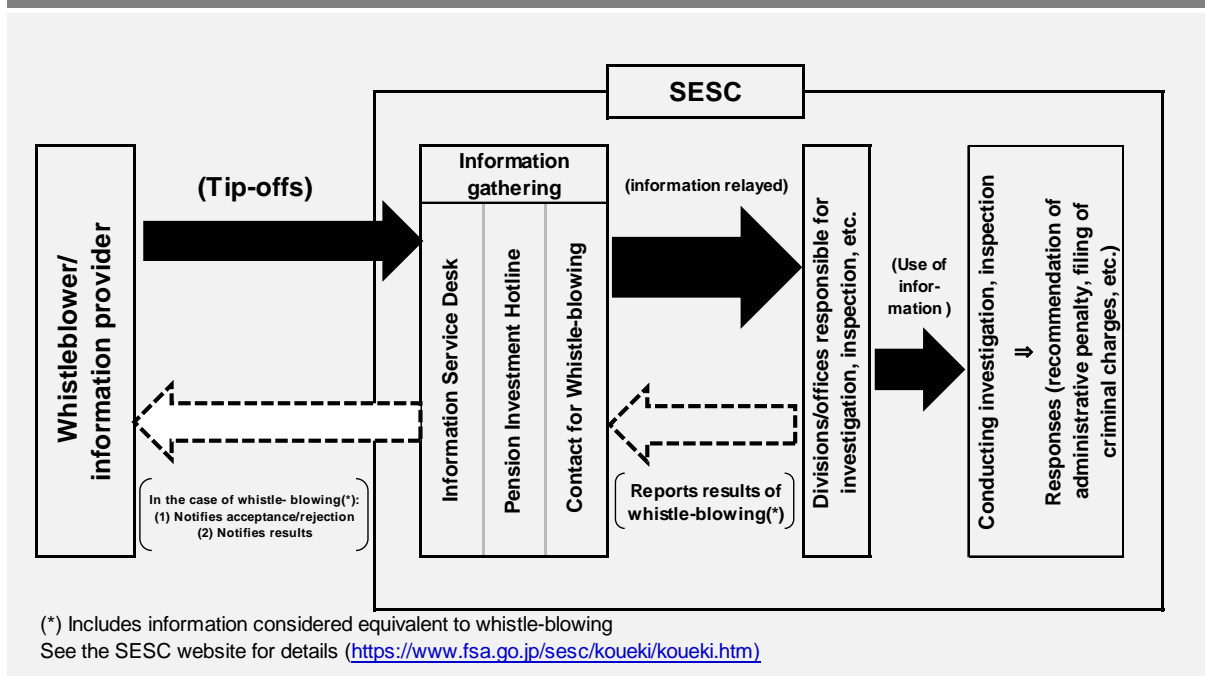 SESC
Whistleblower/
information provider
(Tip-offs)
In the case of whistle- blowing(*):
(1) Notifies acceptance/rejection
(2) Notifies results
Information
gathering
Information Service Desk
Pension Investment Hotline
Contact for Whistle-blowing
(information relayed)
Reports results of
whistle-blowing(*)
Divisions/offices responsible for
investigation, inspection, etc.
(Use of
infor-
mation )
Conducting investigation, inspection
⇒
Responses (recommendation of
administrative penalty, filing of
criminal charges, etc.)
(*) Includes information considered equivalent to whistle-blowing
See the SESC website for details (https://www.fsa.go.jp/sesc/koueki/koueki.htm)